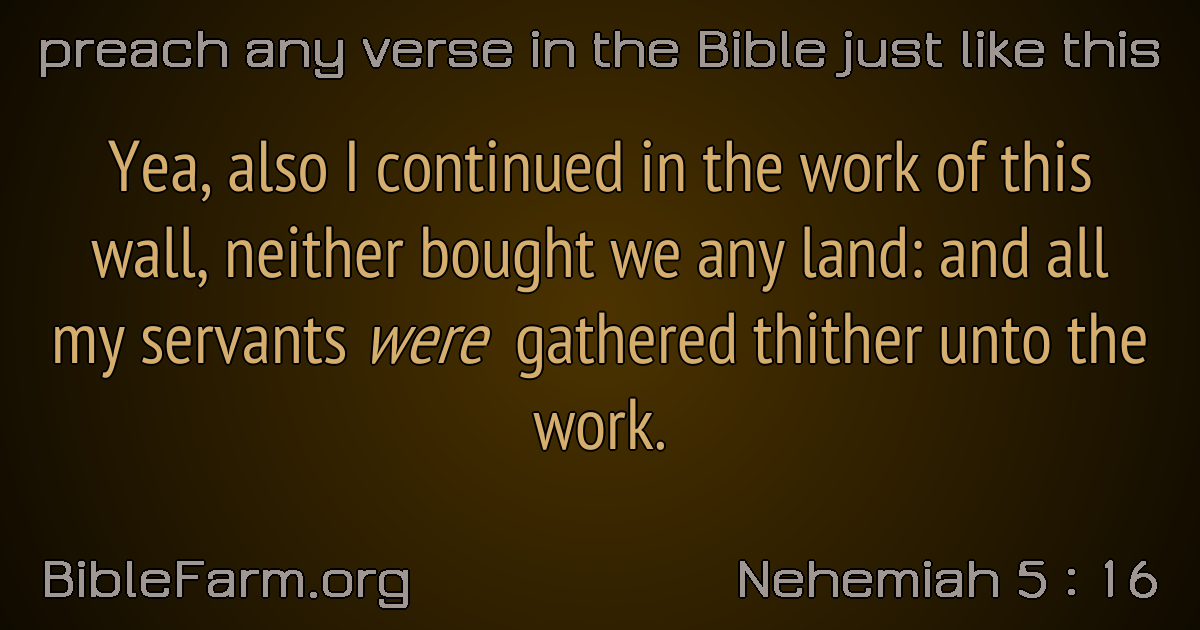 preach any verse in the Bible just like this
Yea, also I continued in the work of this
wall, neither bought we any land: and all
my servants were gathered thither unto the
work.
BibleFarm.org
Nehemiah 5 : 16